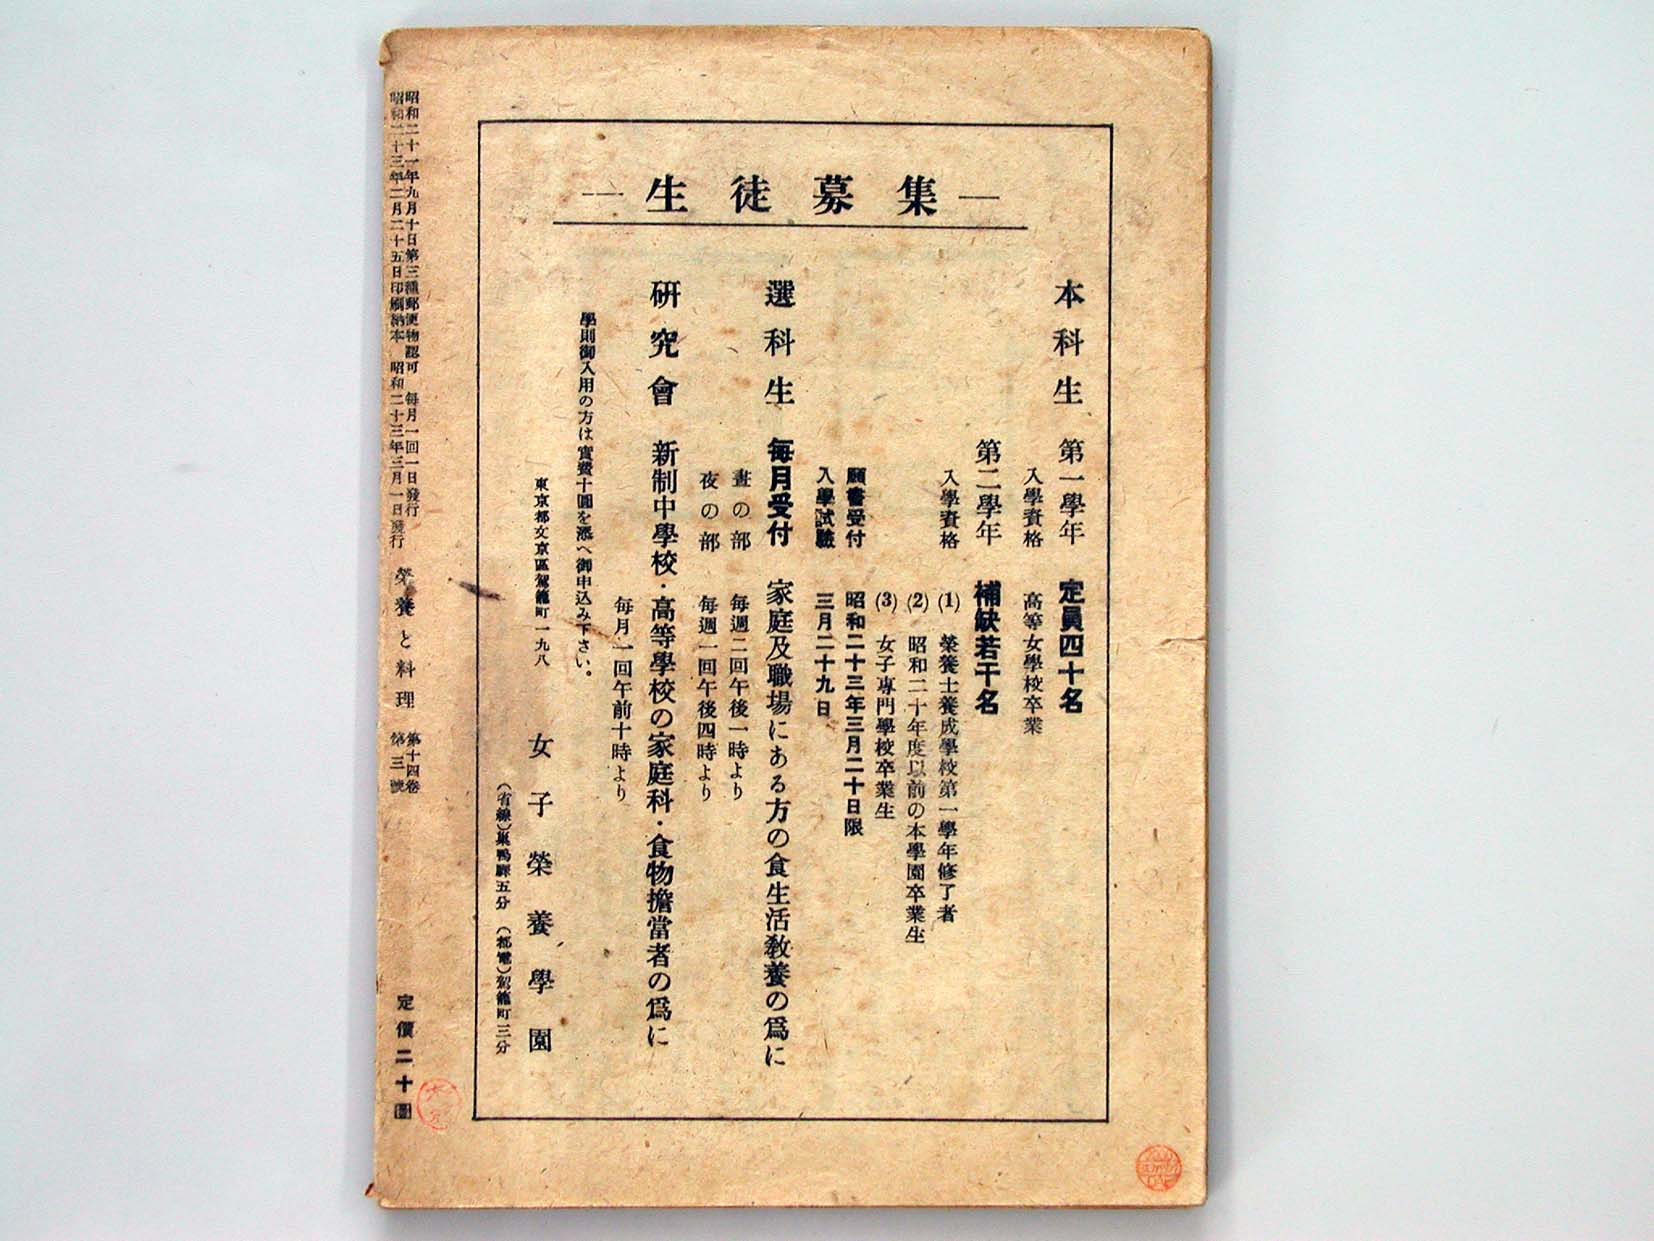 生徒募集
本科生 第一學年 定員四十名
入學資格 高等女學校卒業
第二學年 補缺若干名
入學資格 (1) 榮養士養成學校第一學年修了者
(2) 昭和二十年度以前の本學園卒業生
(3) 女子專門學校卒業生
願書受付 昭和二十三年三月二十日限
入學試驗 三月二十九日
選科生 每月受付 家庭及職場にある方の食生活敎養の爲に
晝の部 每週二回午後一時より
夜の部 每週一回午後四時より
研究會 新制中學校・高等學校の家庭科・食物擔當者の爲に
每月一回午前十時より
學則御入用の方は實費十圓を添へ御申込み下さい。
東京都文京區駕籠町一九八 女子榮養學園
(省線)巢鴨驛五分 (都電)駕籠町三分
昭和二十一年九月十日第三種郵便物認可 每月一回一日發行
昭和二十三年二月二十五日印刷納本 昭和二十三年三月一日發行
榮養と料理
第十四卷
第三號
定價二十圓